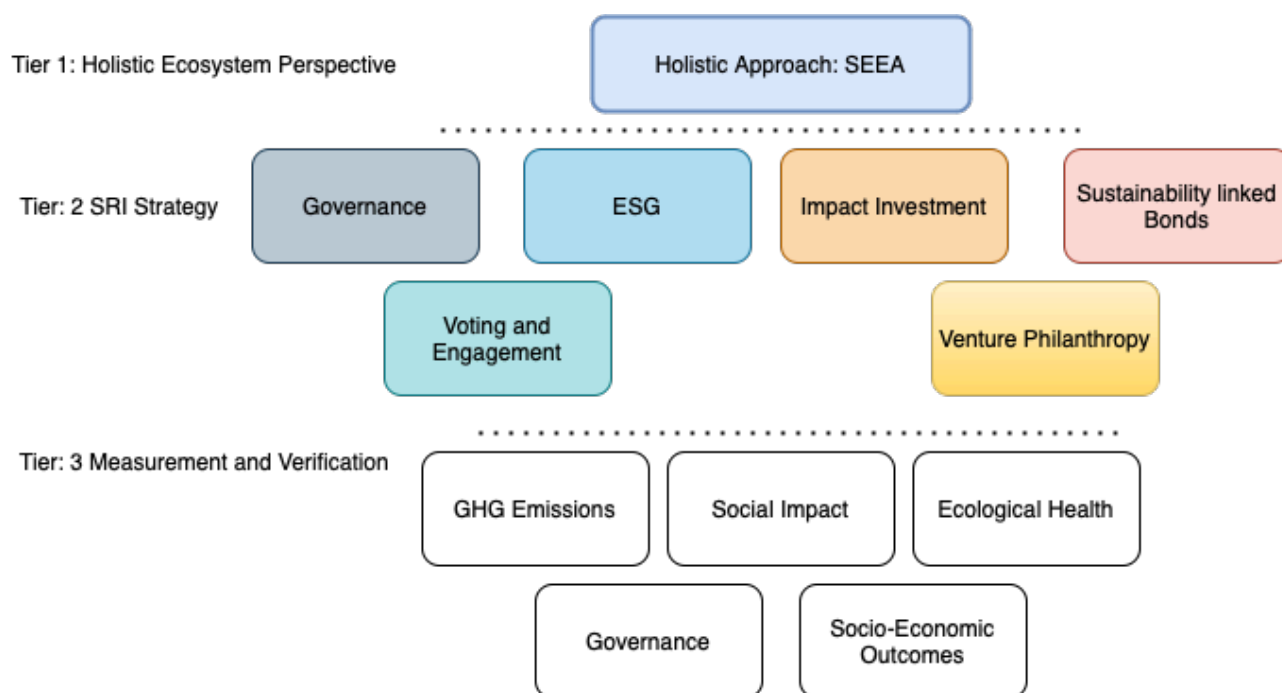 Tier 1: Holistic Ecosystem Perspective
Holistic Approach: SEEA
Tier: 2 SRI Strategy
Governance
ESG
Impact Investment
Sustainability linked
Bonds
Voting and
Engagement
Venture Philanthropy
Tier: 3 Measurement and Verification
GHG Emissions
Social Impact
Ecological Health
Governance
Socio-Economic
Outcomes